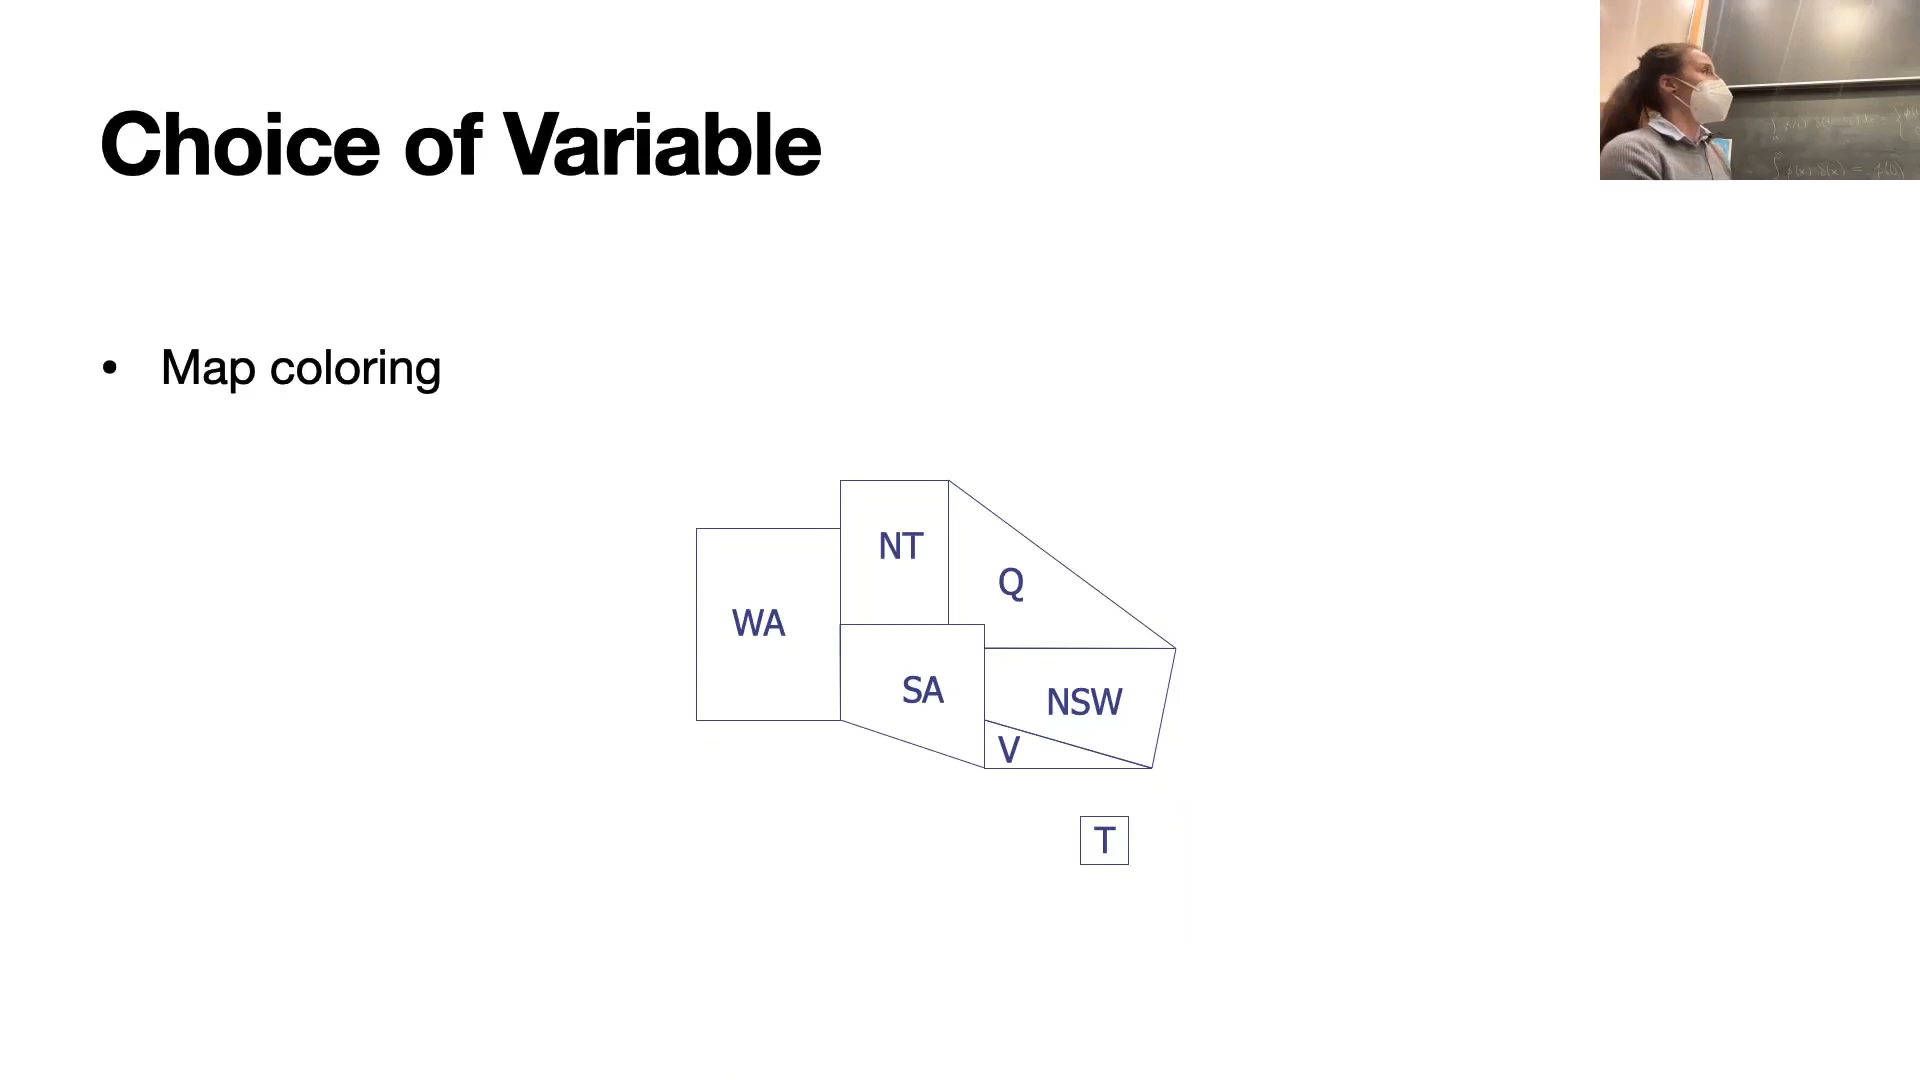 Choice of Variable
• Map coloring
NT
Q
WA
SA
NSW
V
T